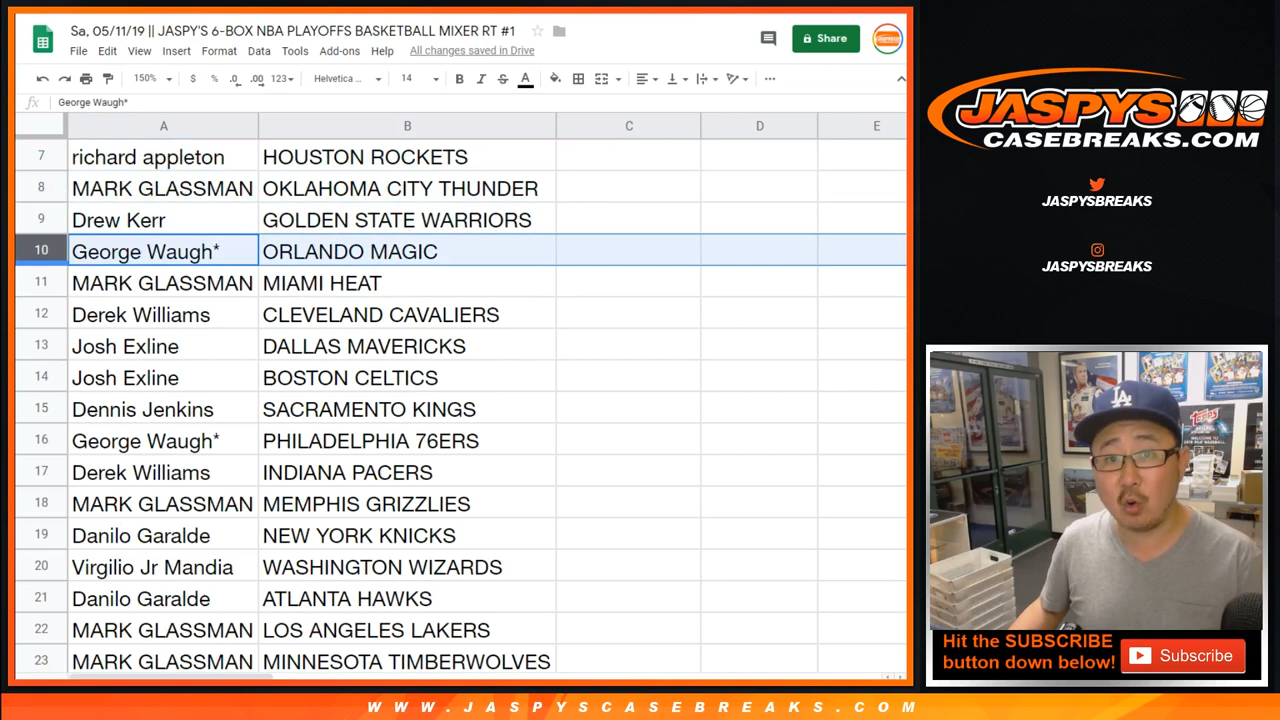 Sa, 05/11/19 || JASPY'S 6-BOX NBA PLAYOFFS BASKETBALL MIXER RT #1
File Edit View Insert Format Data Tools Add-ons Help All changes saved in Drive
Share
150% $ % .0 .00 123 Helvetica ... 14 B I S A
fx George Waugh*
A B C D E
7 richard appleton HOUSTON ROCKETS
8 MARK GLASSMAN OKLAHOMA CITY THUNDER
9 Drew Kerr GOLDEN STATE WARRIORS
10 George Waugh* ORLANDO MAGIC
11 MARK GLASSMAN MIAMI HEAT
12 Derek Williams CLEVELAND CAVALIERS
13 Josh Exline DALLAS MAVERICKS
14 Josh Exline BOSTON CELTICS
15 Dennis Jenkins SACRAMENTO KINGS
16 George Waugh* PHILADELPHIA 76ERS
17 Derek Williams INDIANA PACERS
18 MARK GLASSMAN MEMPHIS GRIZZLIES
19 Danilo Garalde NEW YORK KNICKS
20 Virgilio Jr Mandia WASHINGTON WIZARDS
21 Danilo Garalde ATLANTA HAWKS
22 MARK GLASSMAN LOS ANGELES LAKERS
23 MARK GLASSMAN MINNESOTA TIMBERWOLVES
JASPYS
CASEBREAKS.COM
JASPYSBREAKS
JASPYSBREAKS
TOPPS
LA
Hit the SUBSCRIBE
button down below!
Subscribe
WWW.JASPYSCASEBREAKS.COM